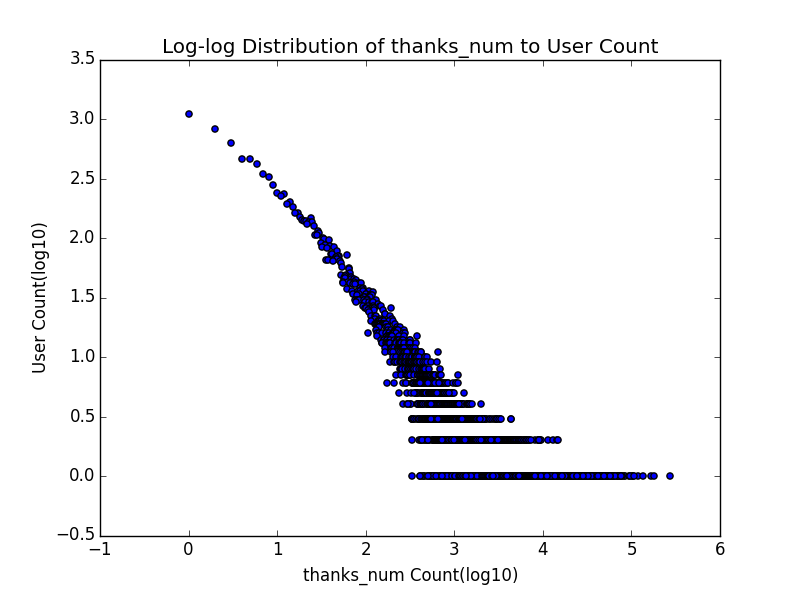 Log-log Distribution of thanks_num to User Count
3.5
3.0
2.5
2.0
1.5
1.0
0.5
0.0
−0.5
User Count(log10)
−1 0 1 2 3 4 5 6
thanks_num Count(log10)